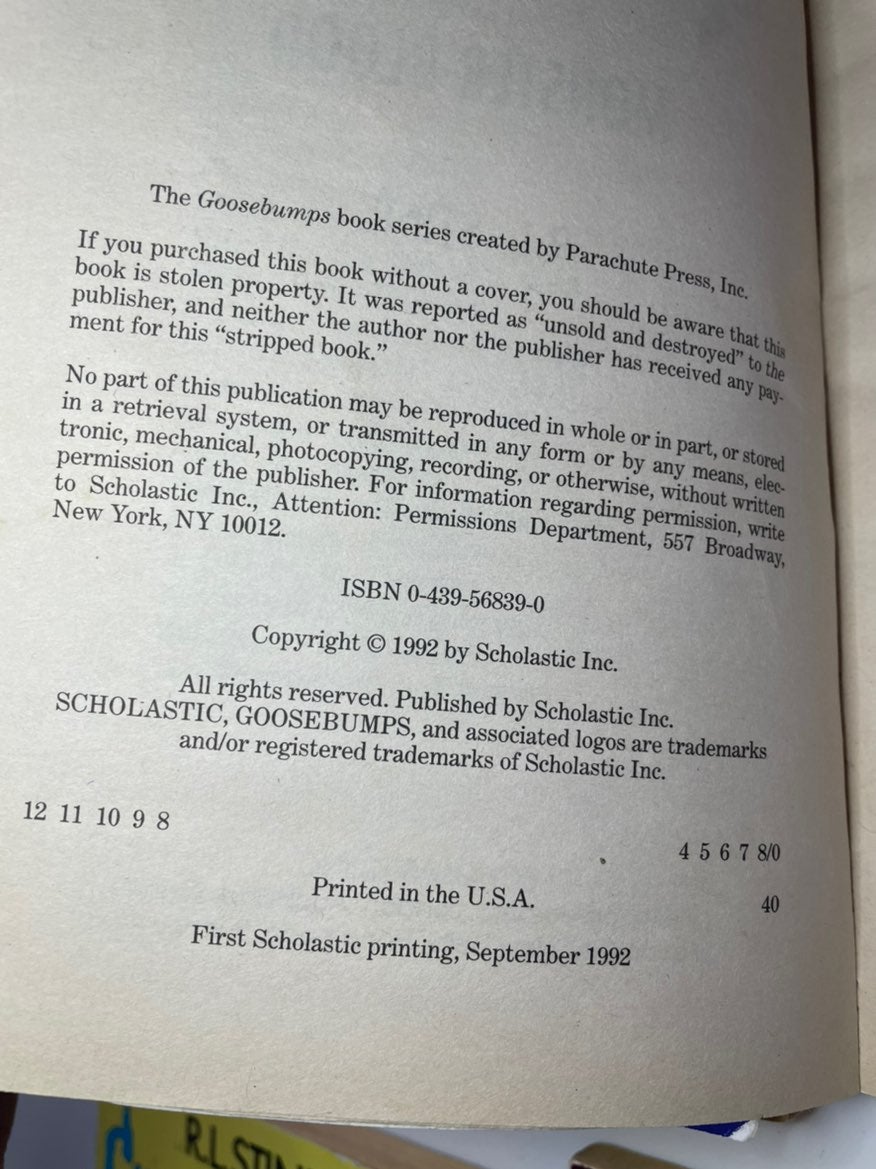 The Goosebumps book series created by Parachute Press, Inc.
If you purchased this book without a cover, you should be aware that this
book is stolen property. It was reported as “unsold and destroyed” to the
publisher, and neither the author nor the publisher has received any pay-
ment for this “stripped book.”
No part of this publication may be reproduced in whole or in part, or stored
in a retrieval system, or transmitted in any form or by any means, elec-
tronic, mechanical, photocopying, recording, or otherwise, without written
permission of the publisher. For information regarding permission, write
to Scholastic Inc., Attention: Permissions Department, 557 Broadway,
New York, NY 10012.
ISBN 0-439-56839-0
Copyright © 1992 by Scholastic Inc.
All rights reserved. Published by Scholastic Inc.
SCHOLASTIC, GOOSEBUMPS, and associated logos are trademarks
and/or registered trademarks of Scholastic Inc.
12 11 10 9 8
4 5 6 7 8/0
Printed in the U.S.A.
40
First Scholastic printing, September 1992
R.L.